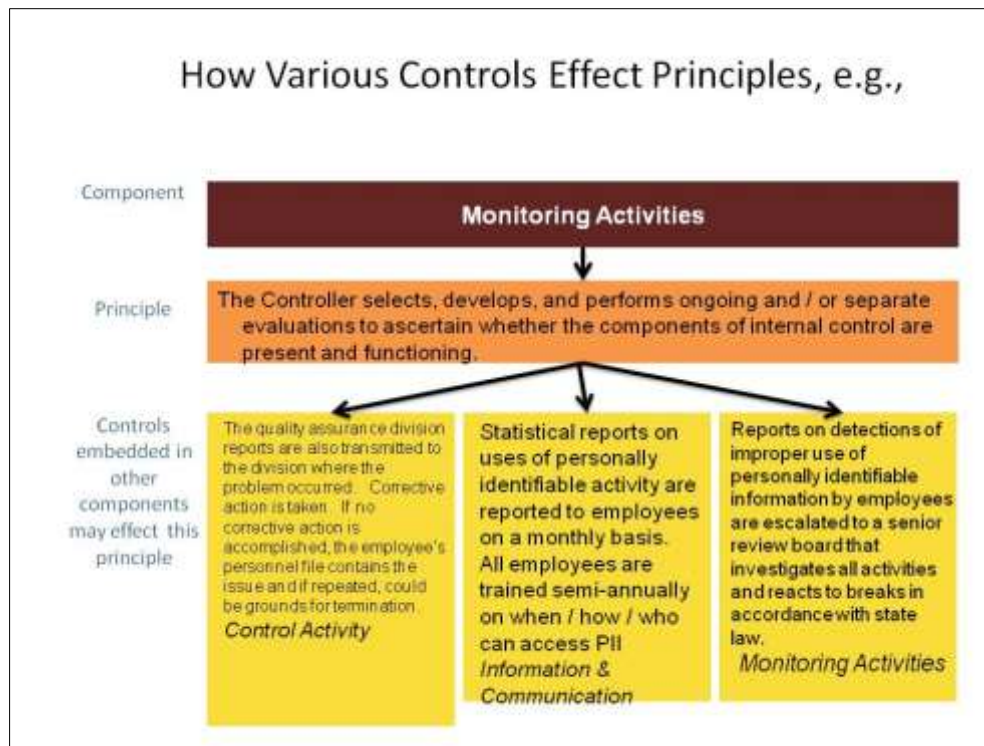 How Various Controls Effect Principles, e.g.,
Component
Monitoring Activities
Principle
The Controller selects, develops, and performs ongoing and / or separate
evaluations to ascertain whether the components of internal control are
present and functioning.
Controls
embedded in
other
components
may effect this
principle
The quality assurance division
reports are also transmitted to
the division where the
problem occurred. Corrective
action is taken. If no
corrective action is
accomplished, the employee's
personnel file contains the
issue and if repeated, could
be grounds for termination.
Control Activity
Statistical reports on
uses of personally
identifiable activity are
reported to employees
on a monthly basis.
All employees are
trained semi-annually
on when / how / who
can access PII
Information &
Communication
Reports on detections of
improper use of
personally identifiable
information by employees
are escalated to a senior
review board that
investigates all activities
and reacts to breaks in
accordance with state
law.
Monitoring Activities